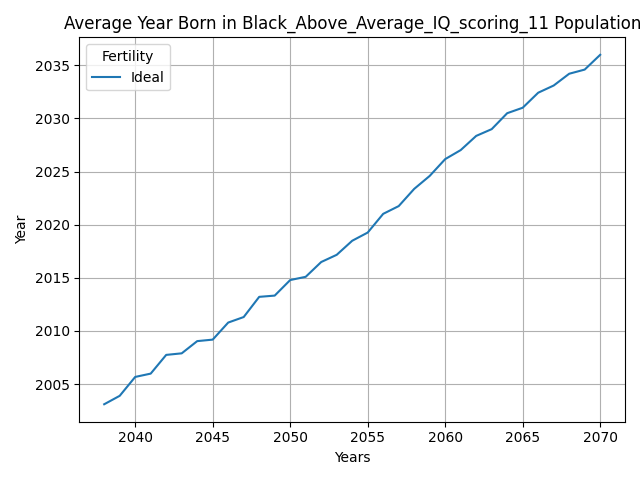 Average Year Born in Black_Above_Average_IQ_scoring_11 Population
Fertility
Ideal
Year
2035
2030
2025
2020
2015
2010
2005
2040 2045 2050 2055 2060 2065 2070
Years